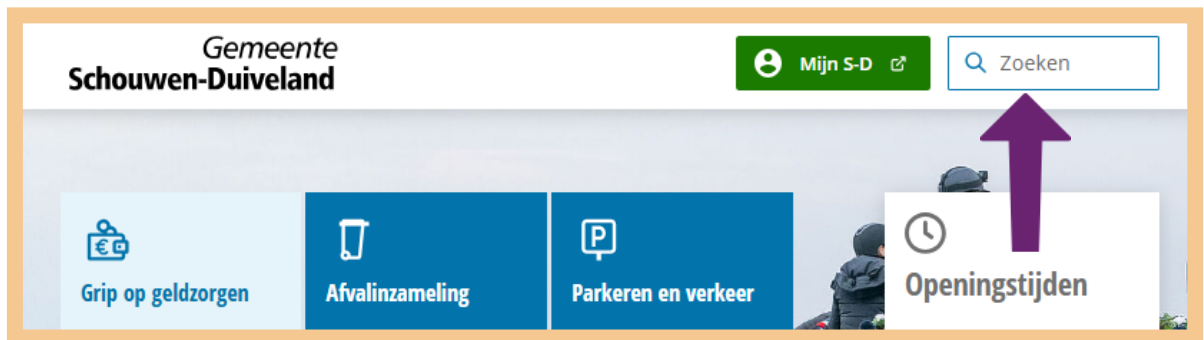 Gemeente
Schouwen-Duiveland
Mijn S-D
Zoeken
Grip op geldzorgen
Afvalinzameling
Parkeren en verkeer
Openingstijden